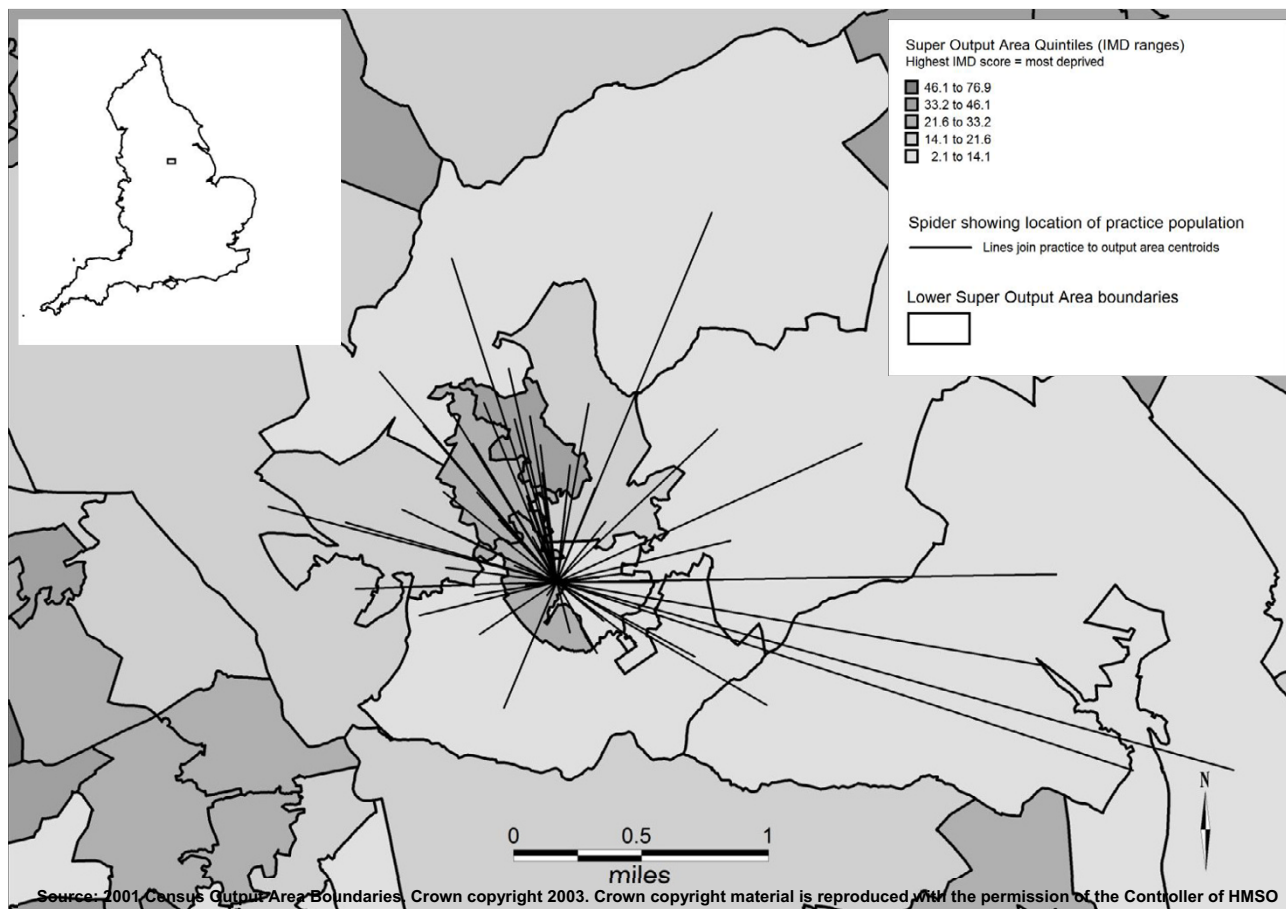 Super Output Area Quintiles (IMD ranges)
Highest IMD score = most deprived
46.1 to 76.9
33.2 to 46.1
21.6 to 33.2
14.1 to 21.6
2.1 to 14.1
Spider showing location of practice population
Lines join practice to output area centroids
Lower Super Output Area boundaries
N
0 0.5 1
miles
Source: 2001 Census Output Area Boundaries. Crown copyright 2003. Crown copyright material is reproduced with the permission of the Controller of HMSO